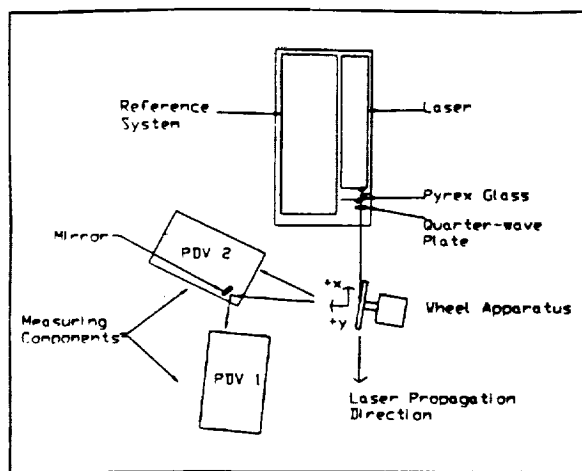 Reference
System
Laser
Pyrex Glass
Quarter-wave
Plate
Mirror
PDV 2
+x
+y
Wheel Apparatus
Measuring
Components
PDV 1
Laser Propagation
Direction